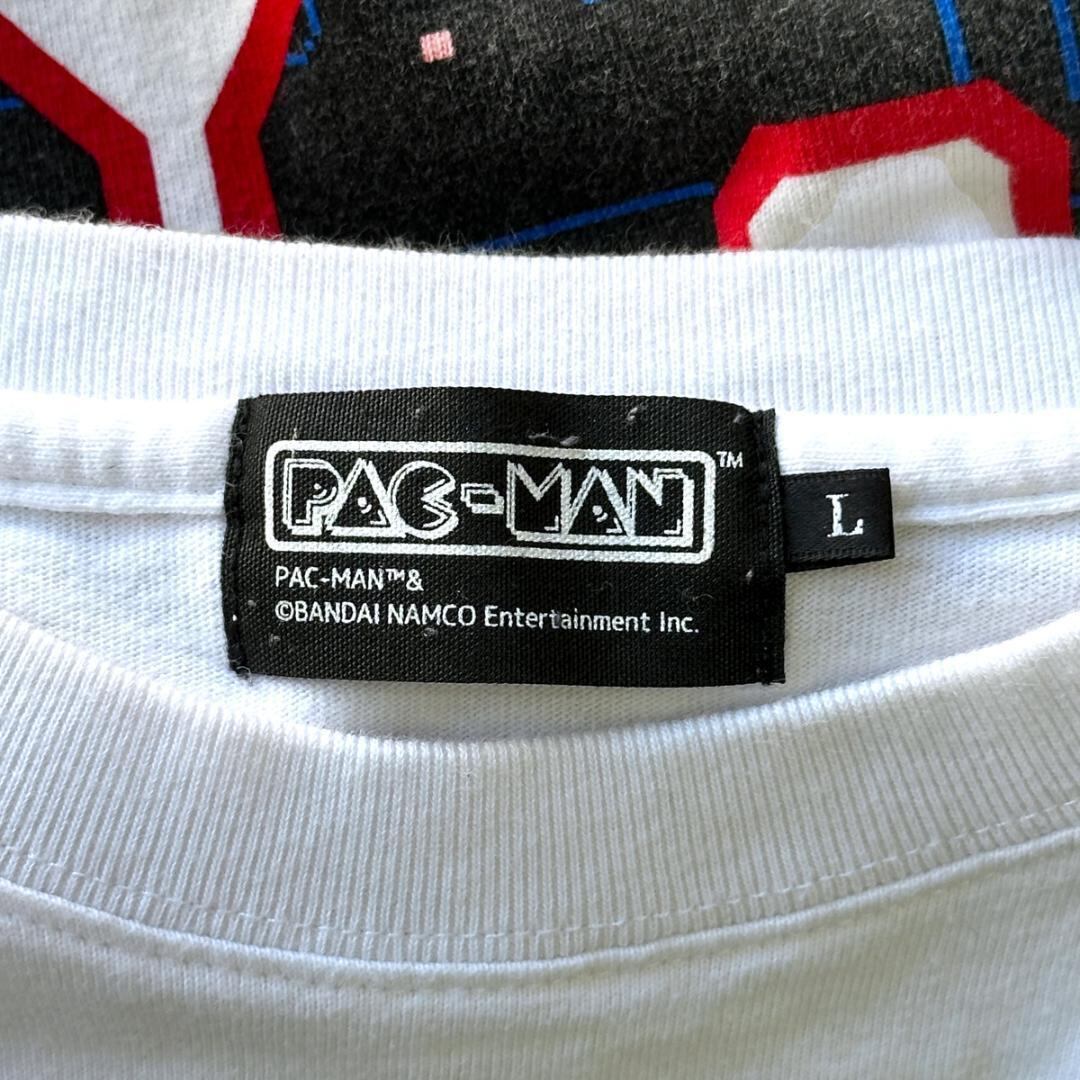 PAC-MAN™
L
PAC-MAN™&
©BANDAI NAMCO Entertainment Inc.